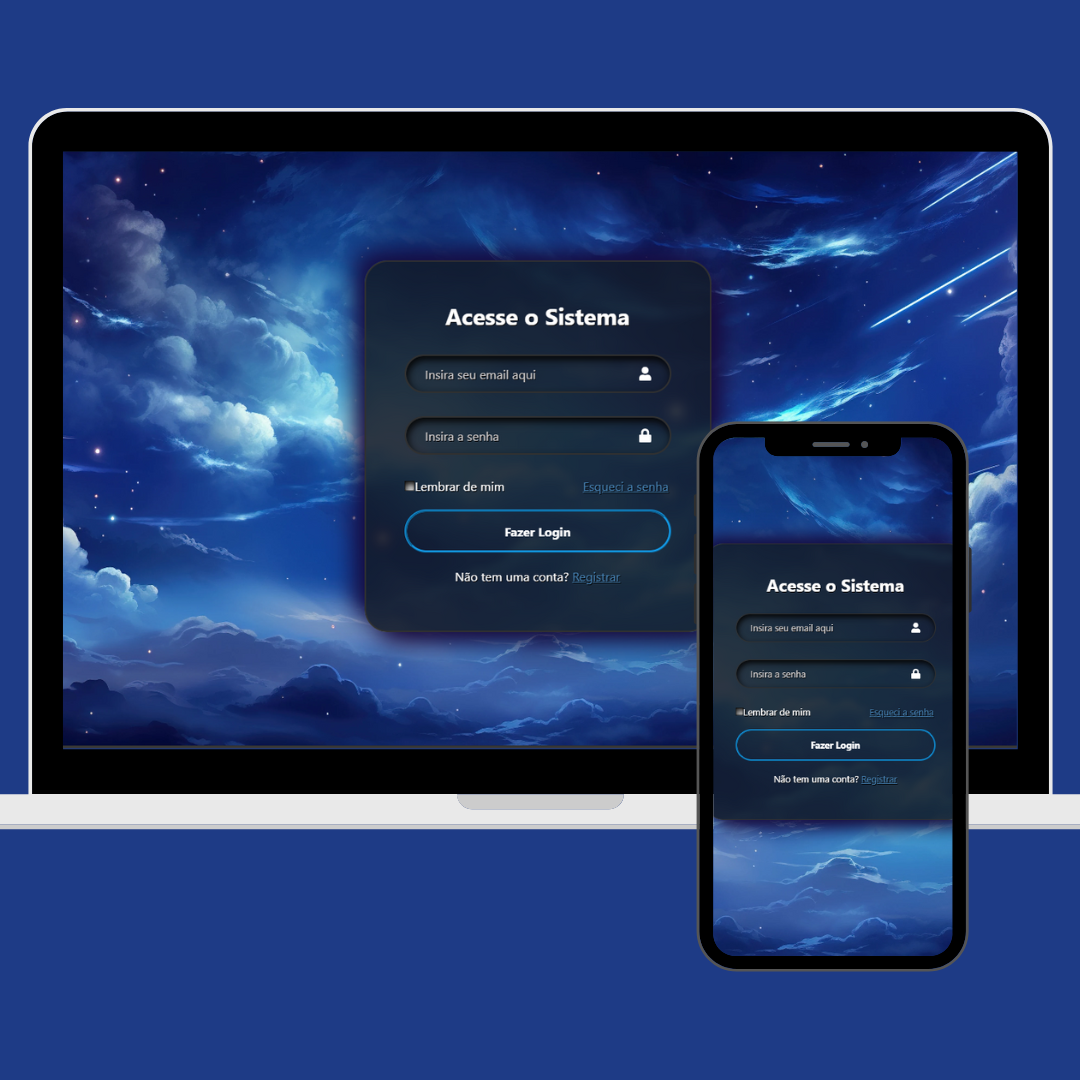 Acesse o Sistema
Insira seu email aqui
Insira a senha
Lembrar de mim Esqueci a senha
Fazer Login
Não tem uma conta? Registrar
Acesse o Sistema
Insira seu email aqui
Insira a senha
Lembrar de mim Esqueci a senha
Fazer Login
Não tem uma conta? Registrar